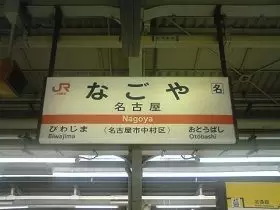 JR
なごや
名
名古屋
Nagoya
びわじま
(名古屋市中村区)
おとうばし
Biwajima
Otōbashi